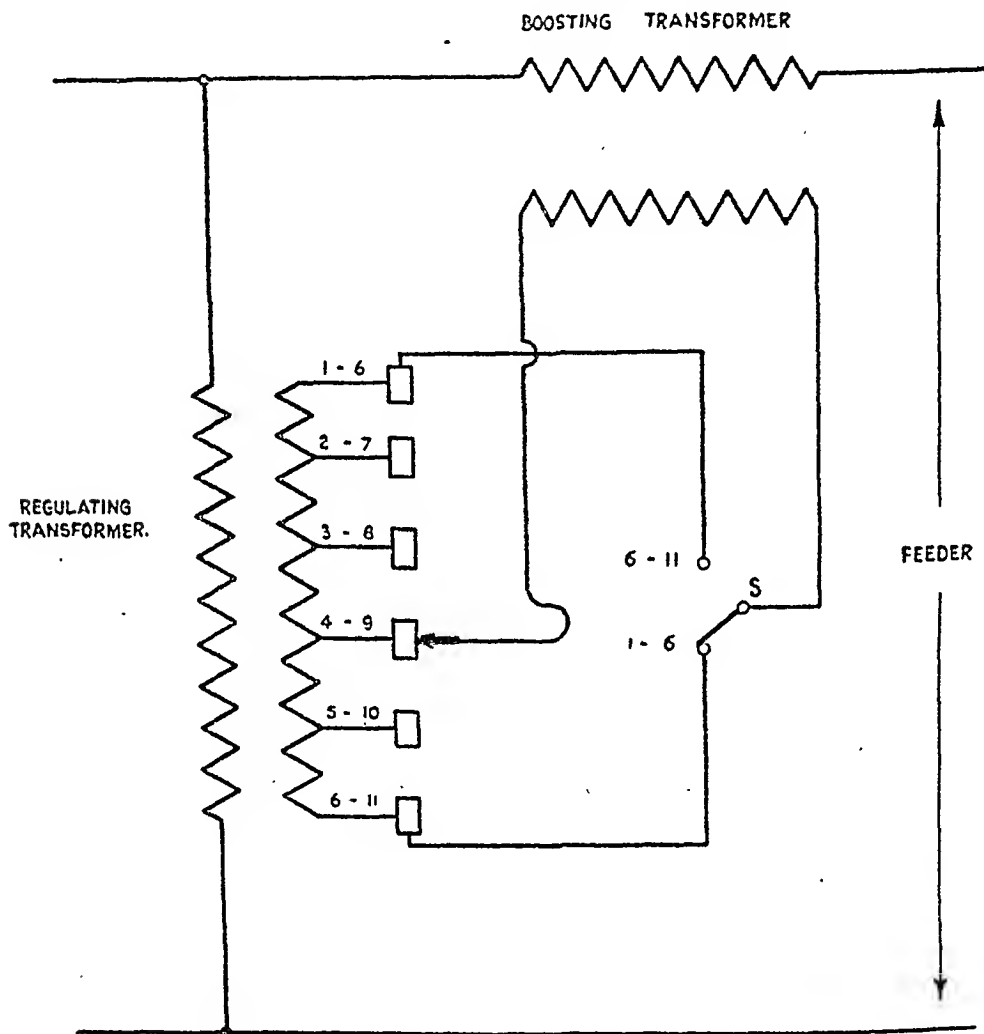 BOOSTING TRANSFORMER
1 - 6
2 - 7
3 - 8
4 - 9
5 - 10
6 - 11
REGULATING
TRANSFORMER.
6 - 11
S
1 - 6
FEEDER